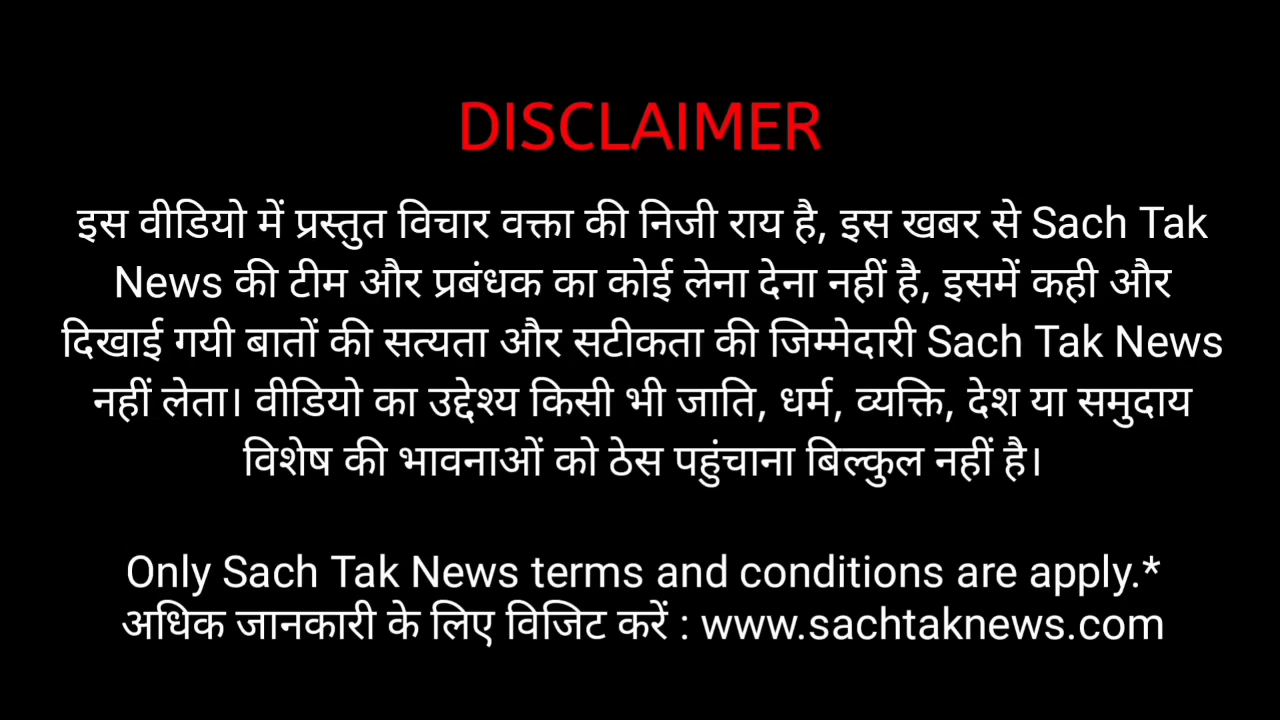 DISCLAIMER
इस वीडियो में प्रस्तुत विचार वक्ता की निजी राय है, इस खबर से Sach Tak
News की टीम और प्रबंधक का कोई लेना देना नहीं है, इसमें कही और
दिखाई गयी बातों की सत्यता और सटीकता की जिम्मेदारी Sach Tak News
नहीं लेता। वीडियो का उद्देश्य किसी भी जाति, धर्म, व्यक्ति, देश या समुदाय
विशेष की भावनाओं को ठेस पहुंचाना बिल्कुल नहीं है।
Only Sach Tak News terms and conditions are apply.*
अधिक जानकारी के लिए विजिट करें : www.sachtaknews.com